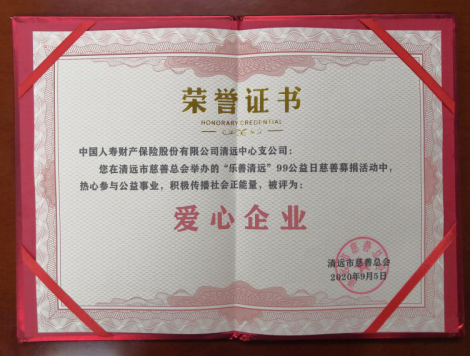 荣誉证书
HONORARY CREDENTIAL
中国人寿财产保险股份有限公司清远中心支公司：
您在清远市慈善总会举办的“乐善清远”99公益日慈善募捐活动中，
热心参与公益事业，积极传播社会正能量，被评为：
爱心企业
清远市慈善总会
2020年9月5日